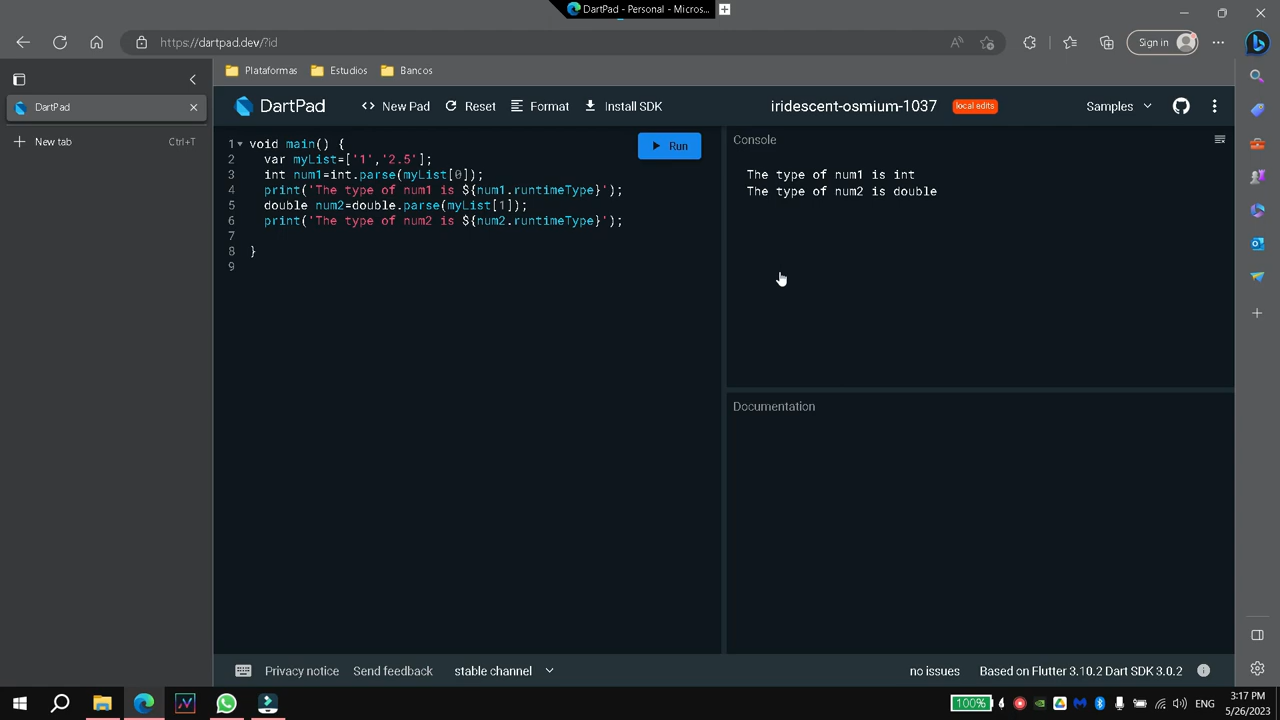 DartPad - Personal - Micros...
https://dartpad.dev/?id
Sign in
Plataformas
Estudios
Bancos
DartPad
New tab
Ctrl+T
DartPad
New Pad
Reset
Format
Install SDK
iridescent-osmium-1037
local edits
Samples
1 void main() {
2 var myList=['1','2.5'];
3 int num1=int.parse(myList[0]);
4 print('The type of num1 is ${num1.runtimeType}');
5 double num2=double.parse(myList[1]);
6 print('The type of num2 is ${num2.runtimeType}');
7
8 }
9
Run
Console
The type of num1 is int
The type of num2 is double
Documentation
Privacy notice
Send feedback
stable channel
no issues
Based on Flutter 3.10.2 Dart SDK 3.0.2
100%
ENG
3:17 PM
5/26/2023